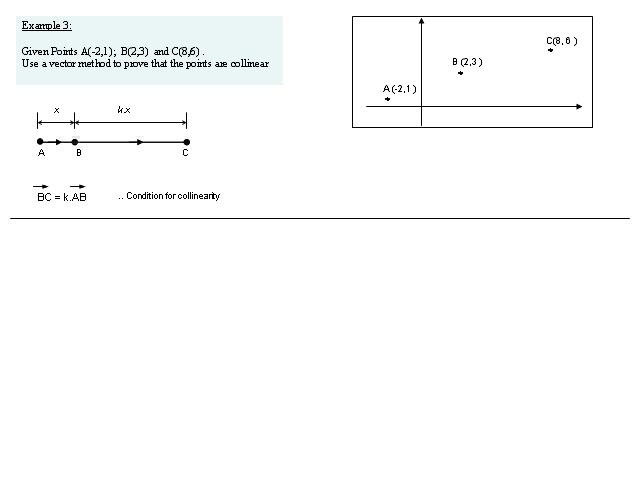 Example 3:
Given Points A(-2,1) ; B(2,3) and C(8,6) .
Use a vector method to prove that the points are collinear
C(8, 6 )
B (2,3 )
A (-2,1 )
x
k.x
A
B
C
BC = k.AB
.. Condition for collinearity